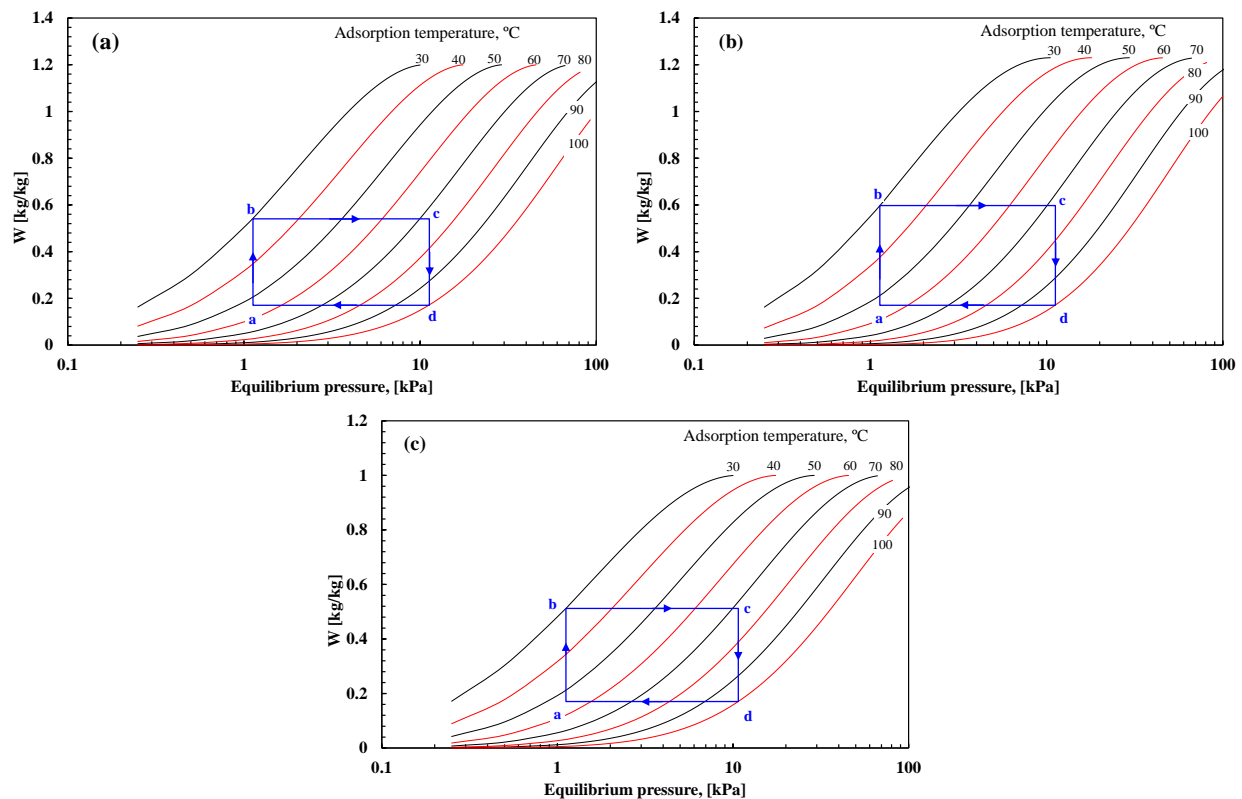 (a)
Adsorption temperature, ºC
30 40 50 60 70 80
90
100
1.4
1.2
1
0.8
0.6
0.4
0.2
0
W [kg/kg]
b
c
a
d
0.1 1 10 100
Equilibrium pressure, [kPa]
(b)
Adsorption temperature, ºC
30 40 50 60 70
80
90
100
1.4
1.2
1
0.8
0.6
0.4
0.2
0
W [kg/kg]
b
c
a
d
0.1 1 10 100
Equilibrium pressure, [kPa]
(c)
Adsorption temperature, ºC
30 40 50 60 70 80
90
100
1.2
1
0.8
0.6
0.4
0.2
0
W [kg/kg]
b
c
a
d
0.1 1 10 100
Equilibrium pressure, [kPa]